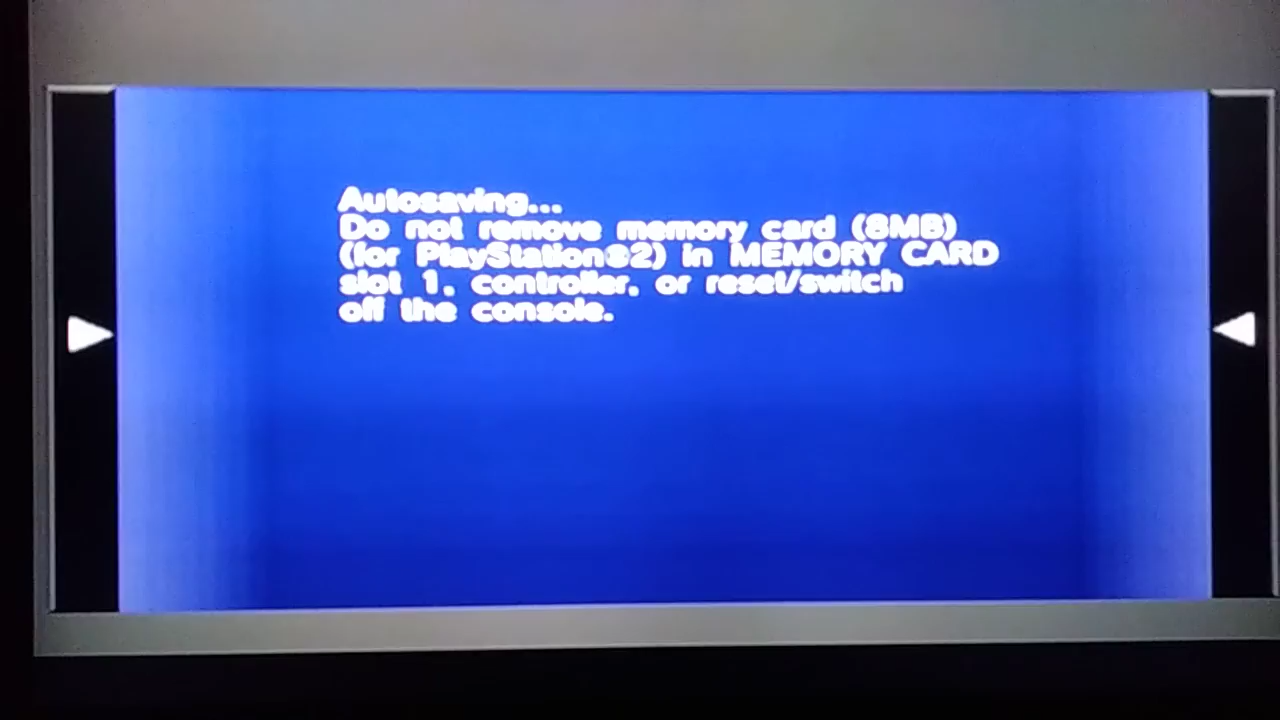 Autosaving...
Do not remove memory card (8MB)
(for PlayStation®2) in MEMORY CARD
slot 1, controller, or reset/switch
off the console.